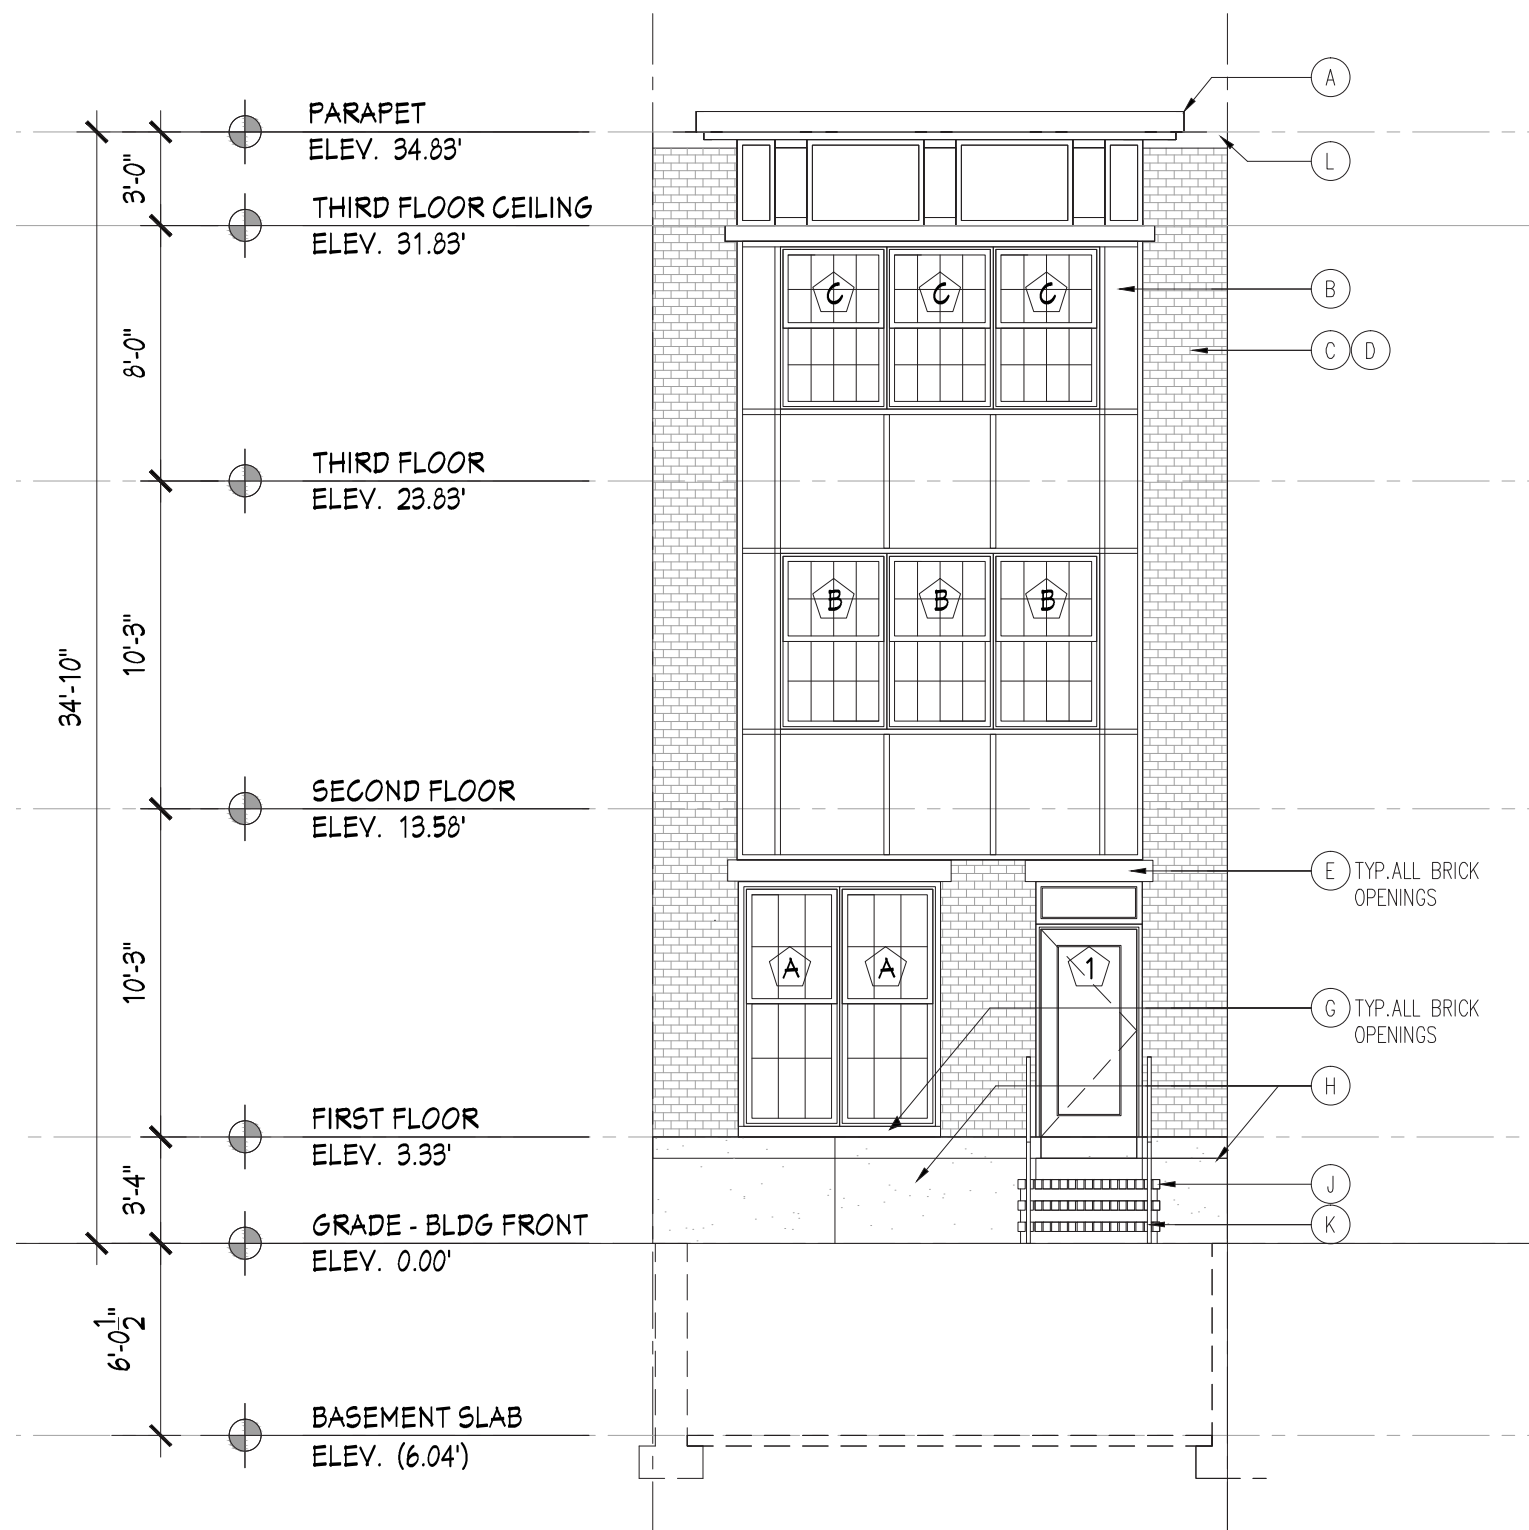 A
PARAPET
ELEV. 34.83'
L
3'-0"
THIRD FLOOR CEILING
ELEV. 31.83'
C
C
C
B
8'-0"
C
D
THIRD FLOOR
ELEV. 23.83'
B
B
B
10'-3"
34'-10"
SECOND FLOOR
ELEV. 13.58'
E
TYP.ALL BRICK
OPENINGS
10'-3"
A
A
1
G
TYP.ALL BRICK
OPENINGS
H
FIRST FLOOR
ELEV. 3.33'
3'-4"
J
GRADE - BLDG FRONT
K
ELEV. 0.00'
6'-0 1/2"
BASEMENT SLAB
ELEV. (6.04')